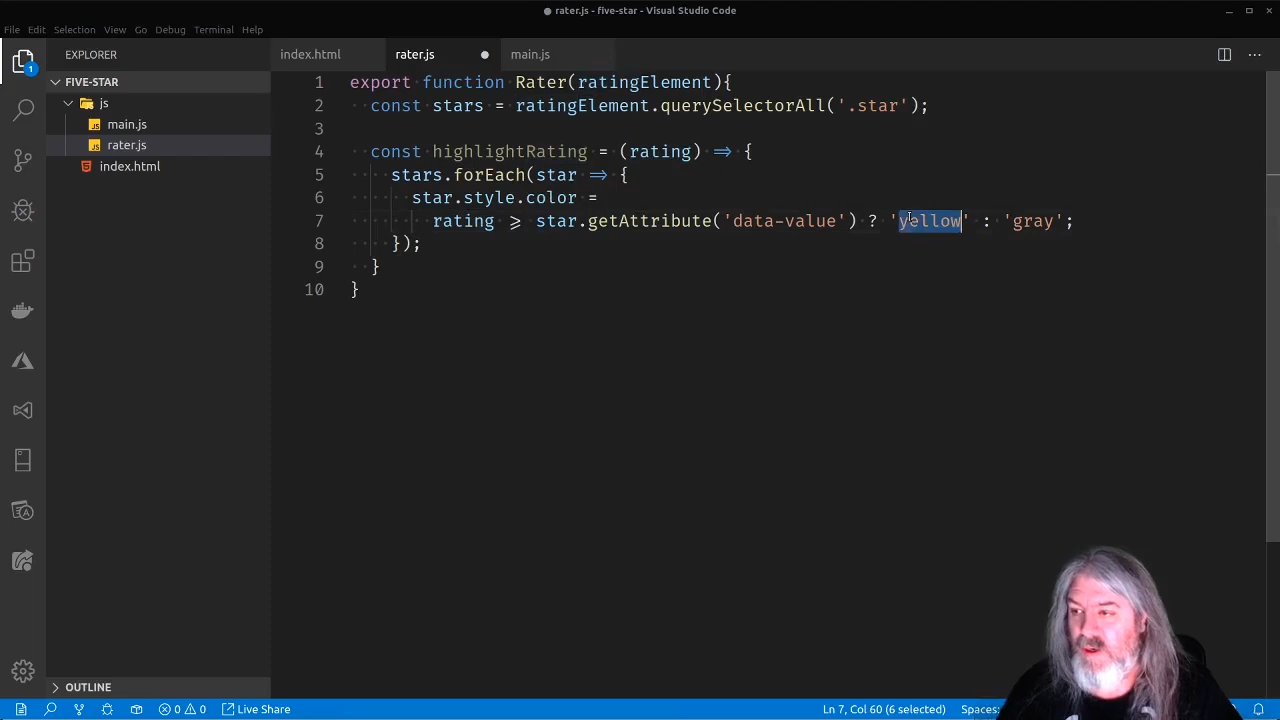 rater.js - five-star - Visual Studio Code
File Edit Selection View Go Debug Terminal Help
EXPLORER
index.html rater.js main.js
FIVE-STAR
js
main.js
rater.js
index.html
1 export function Rater(ratingElement){
2 const stars = ratingElement.querySelectorAll('.star');
3
4 const highlightRating = (rating) ⇒ {
5 stars.forEach(star ⇒ {
6 star.style.color =
7 rating ⩾ star.getAttribute('data-value') ? 'yellow' : 'gray';
8 });
9 }
10 }
1
OUTLINE
0 0 Live Share Ln 7, Col 60 (6 selected) Spaces: